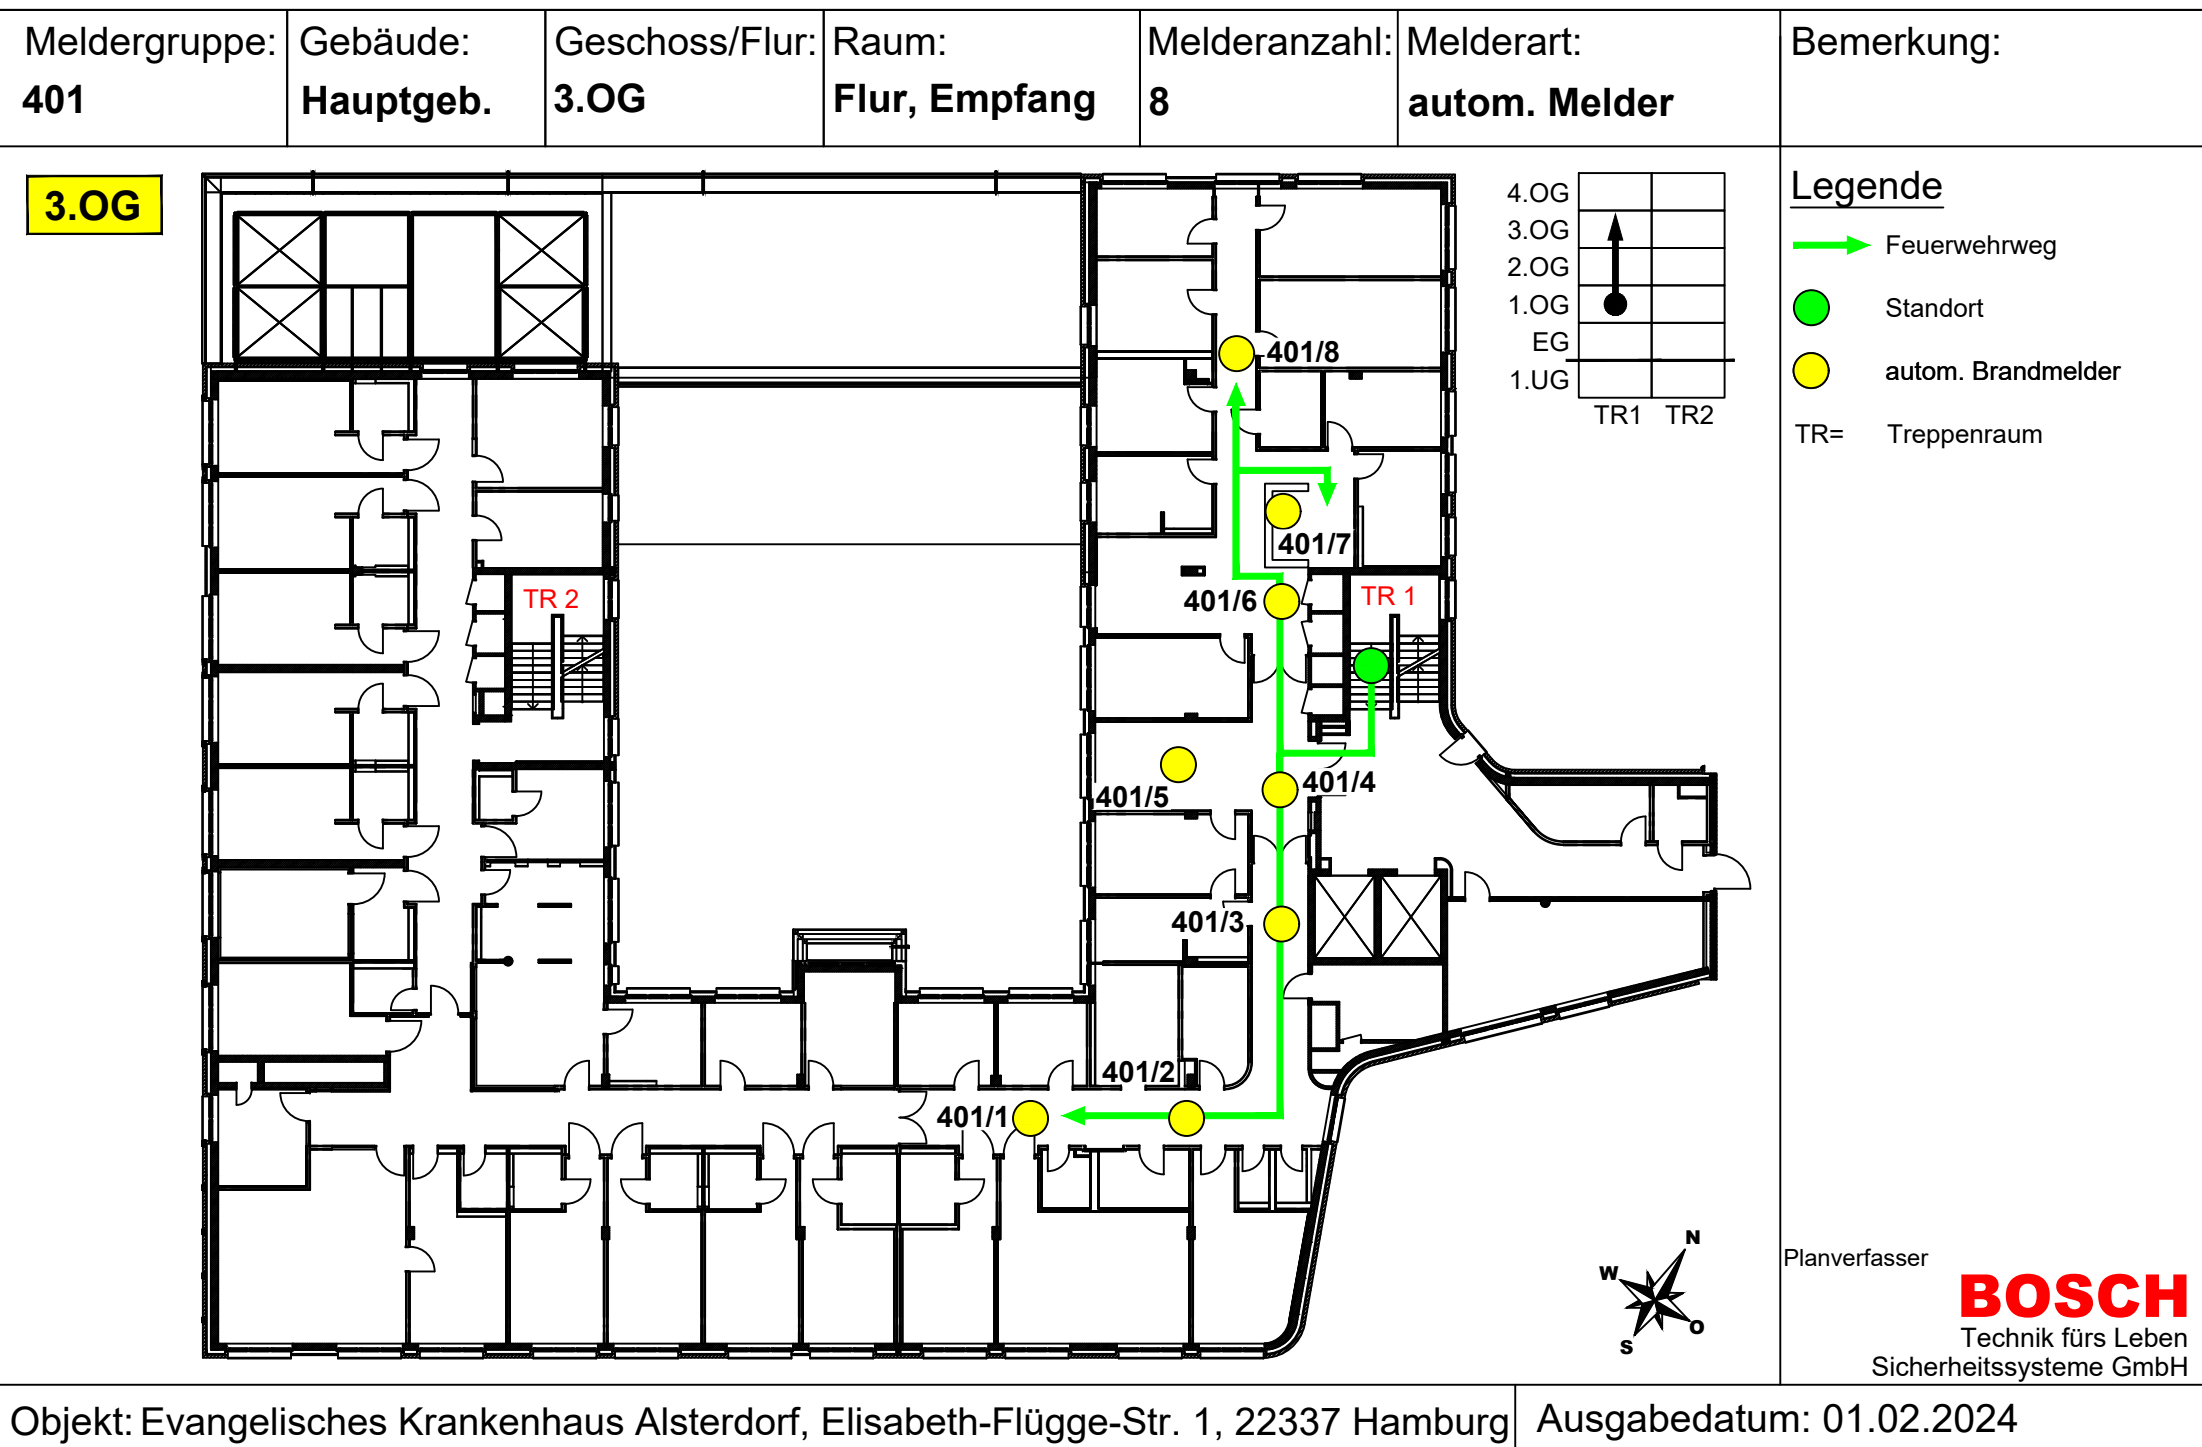 Meldergruppe: Gebäude: Geschoss/Flur: Raum: Melderanzahl: Melderart: Bemerkung:
401 Hauptgeb. 3.OG Flur, Empfang 8 autom. Melder
3.OG
4.OG
3.OG
2.OG
1.OG
EG
1.UG
TR1 TR2
Legende
Feuerwehrweg
Standort
autom. Brandmelder
TR= Treppenraum
401/8
401/7
TR 2
401/6
TR 1
401/4
401/5
401/3
401/2
401/1
N
W
O
S
Planverfasser
BOSCH
Technik fürs Leben
Sicherheitssysteme GmbH
Objekt: Evangelisches Krankenhaus Alsterdorf, Elisabeth-Flügge-Str. 1, 22337 Hamburg Ausgabedatum: 01.02.2024